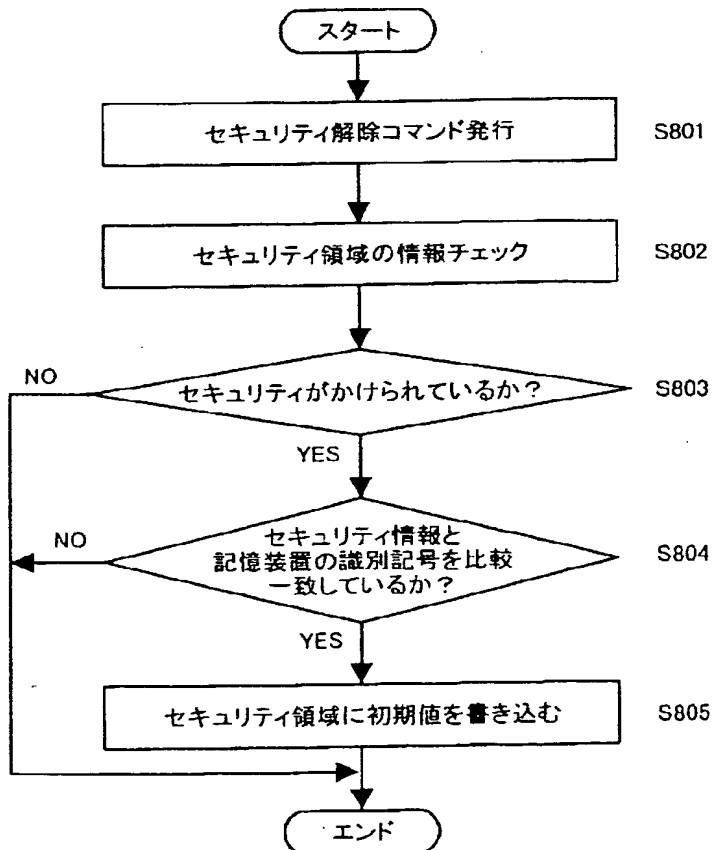 スタート
セキュリティ解除コマンド発行
S801
セキュリティ領域の情報チェック
S802
NO
セキュリティがかけられているか?
S803
YES
NO
セキュリティ情報と
記憶装置の識別記号を比較
一致しているか?
S804
YES
セキュリティ領域に初期値を書き込む
S805
エンド